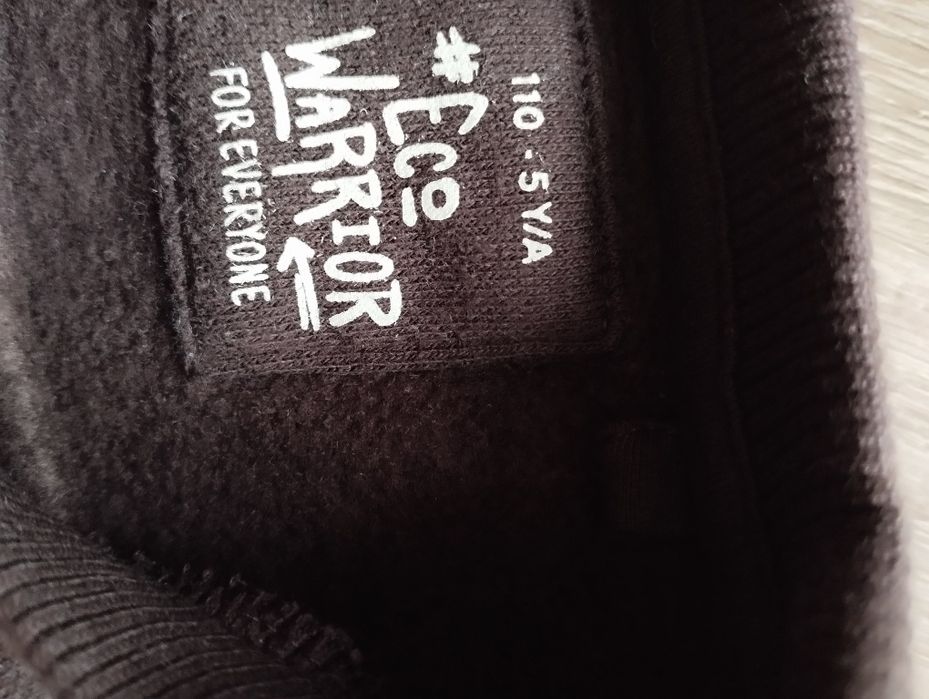 110 - 5 Y/A
#ECO
WARRIOR
FOR EVERYONE